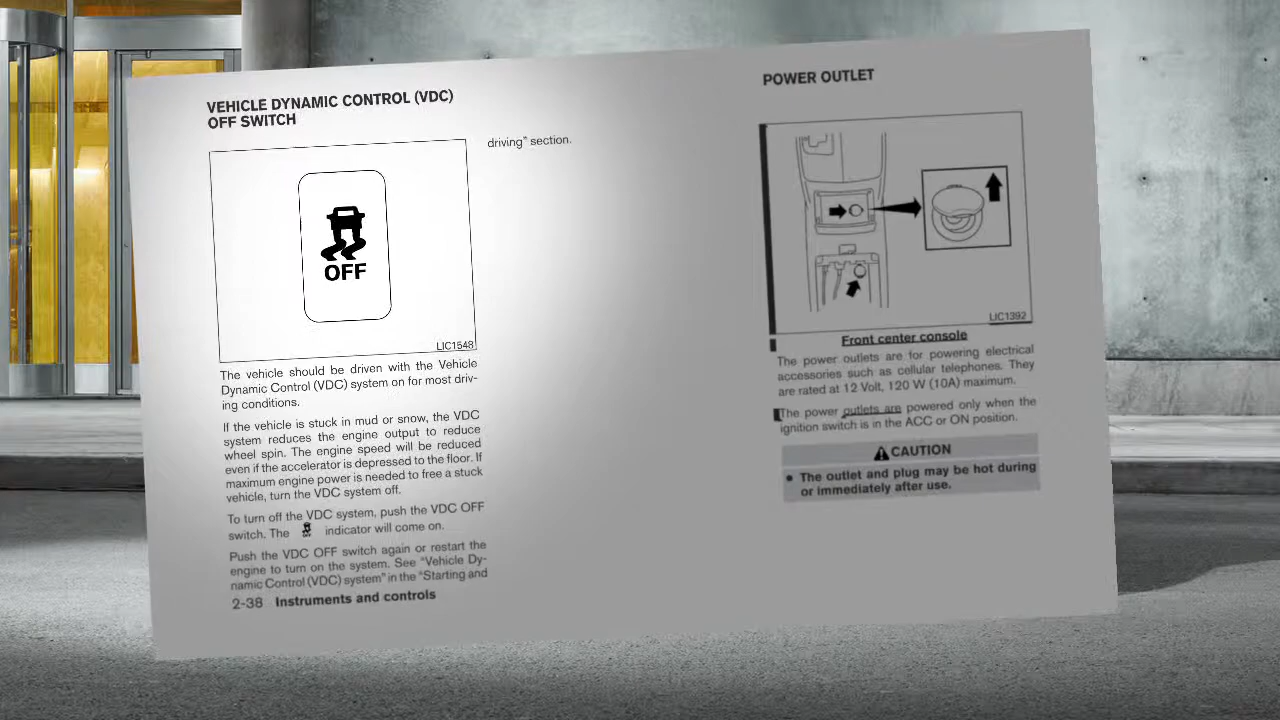 VEHICLE DYNAMIC CONTROL (VDC)
OFF SWITCH
OFF
LIC1548
The vehicle should be driven with the Vehicle
Dynamic Control (VDC) system on for most driv-
ing conditions.
If the vehicle is stuck in mud or snow, the VDC
system reduces the engine output to reduce
wheel spin. The engine speed will be reduced
even if the accelerator is depressed to the floor. If
maximum engine power is needed to free a stuck
vehicle, turn the VDC system off.
To turn off the VDC system, push the VDC OFF
switch. The indicator will come on.
Push the VDC OFF switch again or restart the
engine to turn on the system. See "Vehicle Dy-
namic Control (VDC) system" in the "Starting and
driving" section.
POWER OUTLET
LIC1392
Front center console
The power outlets are for powering electrical
accessories such as cellular telephones. They
are rated at 12 Volt, 120 W (10A) maximum.
The power outlets are powered only when the
ignition switch is in the ACC or ON position.
CAUTION
● The outlet and plug may be hot during
or immediately after use.
2-38 Instruments and controls